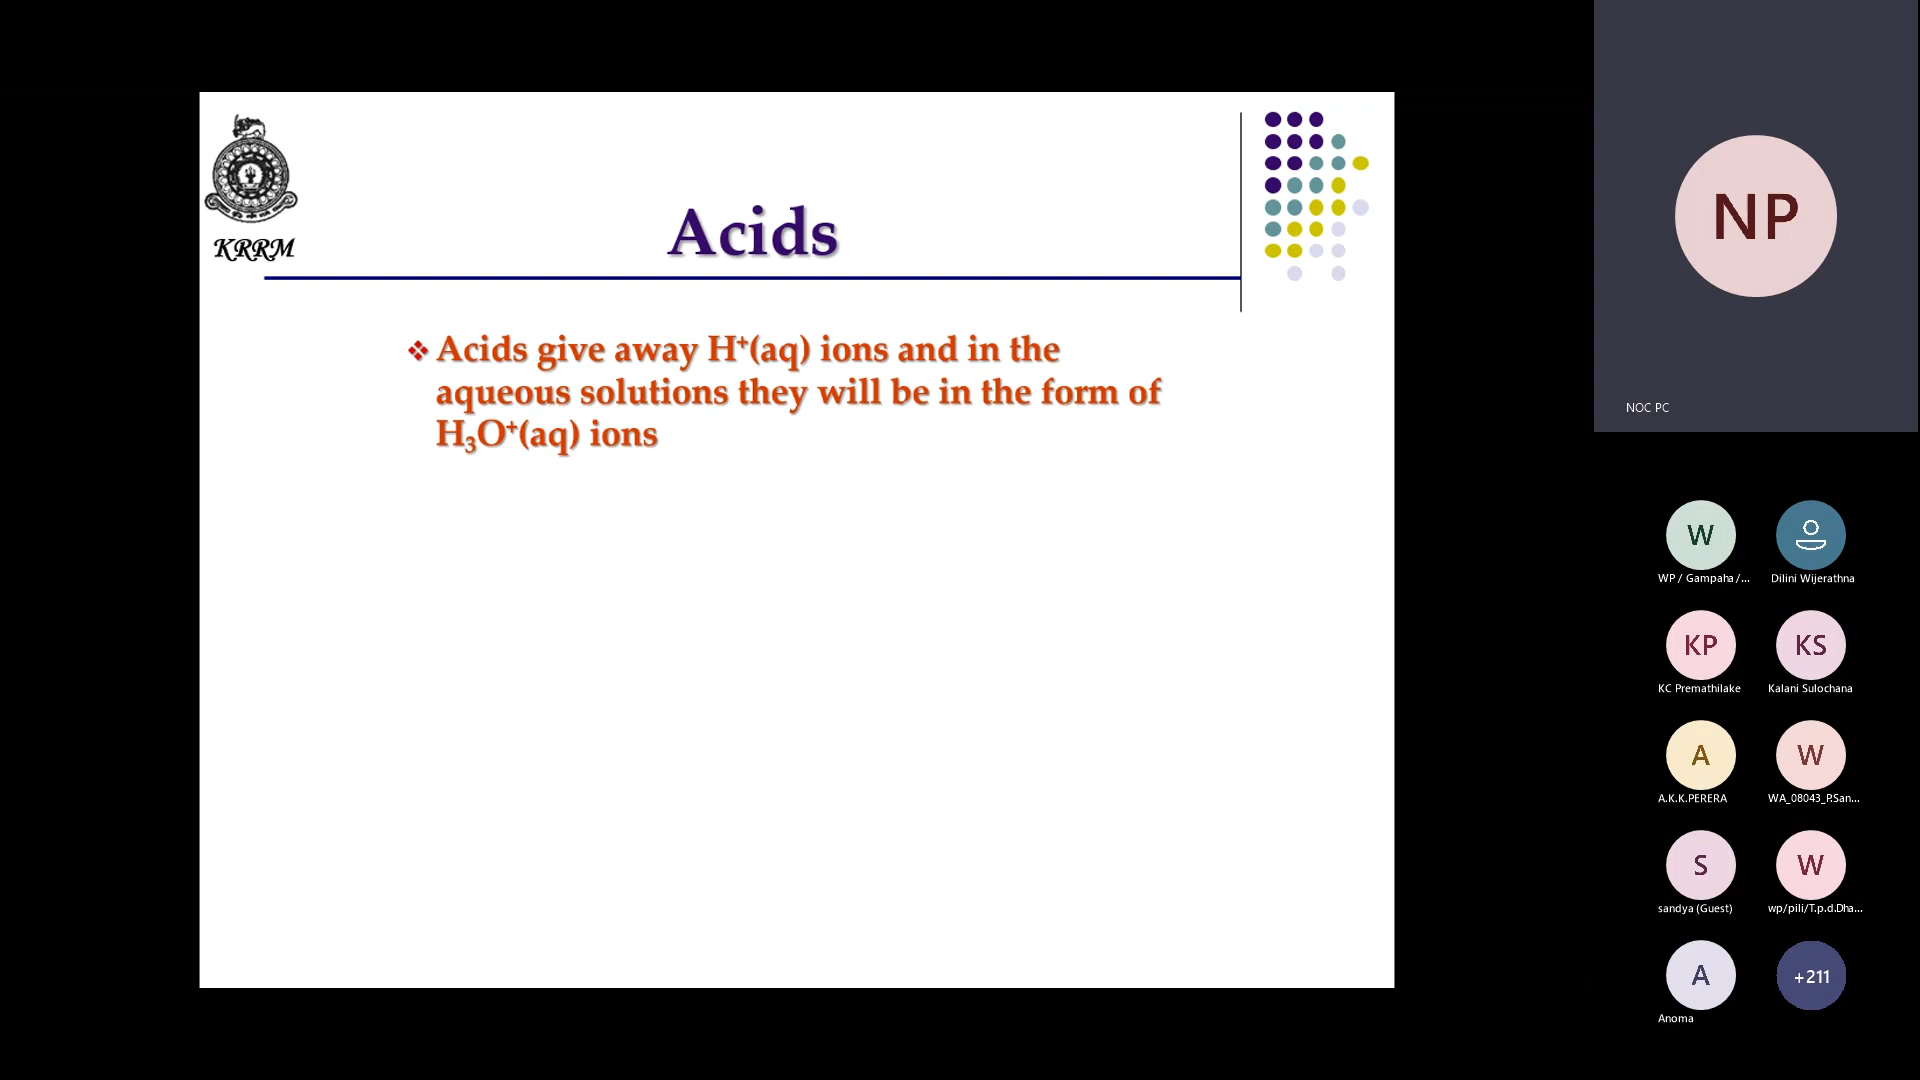 KRRM
Acids
Acids give away H⁺(aq) ions and in the
aqueous solutions they will be in the form of
H₃O⁺(aq) ions
NP
NOC PC
W
WP / Gampaha /...
Dilini Wijerathna
KP
KC Premathilake
KS
Kalani Sulochana
A
A.K.K.PERERA
W
WA_08043_P.San...
S
sandya (Guest)
W
wp/pili/T.p.d.Dha...
A
Anoma
+211